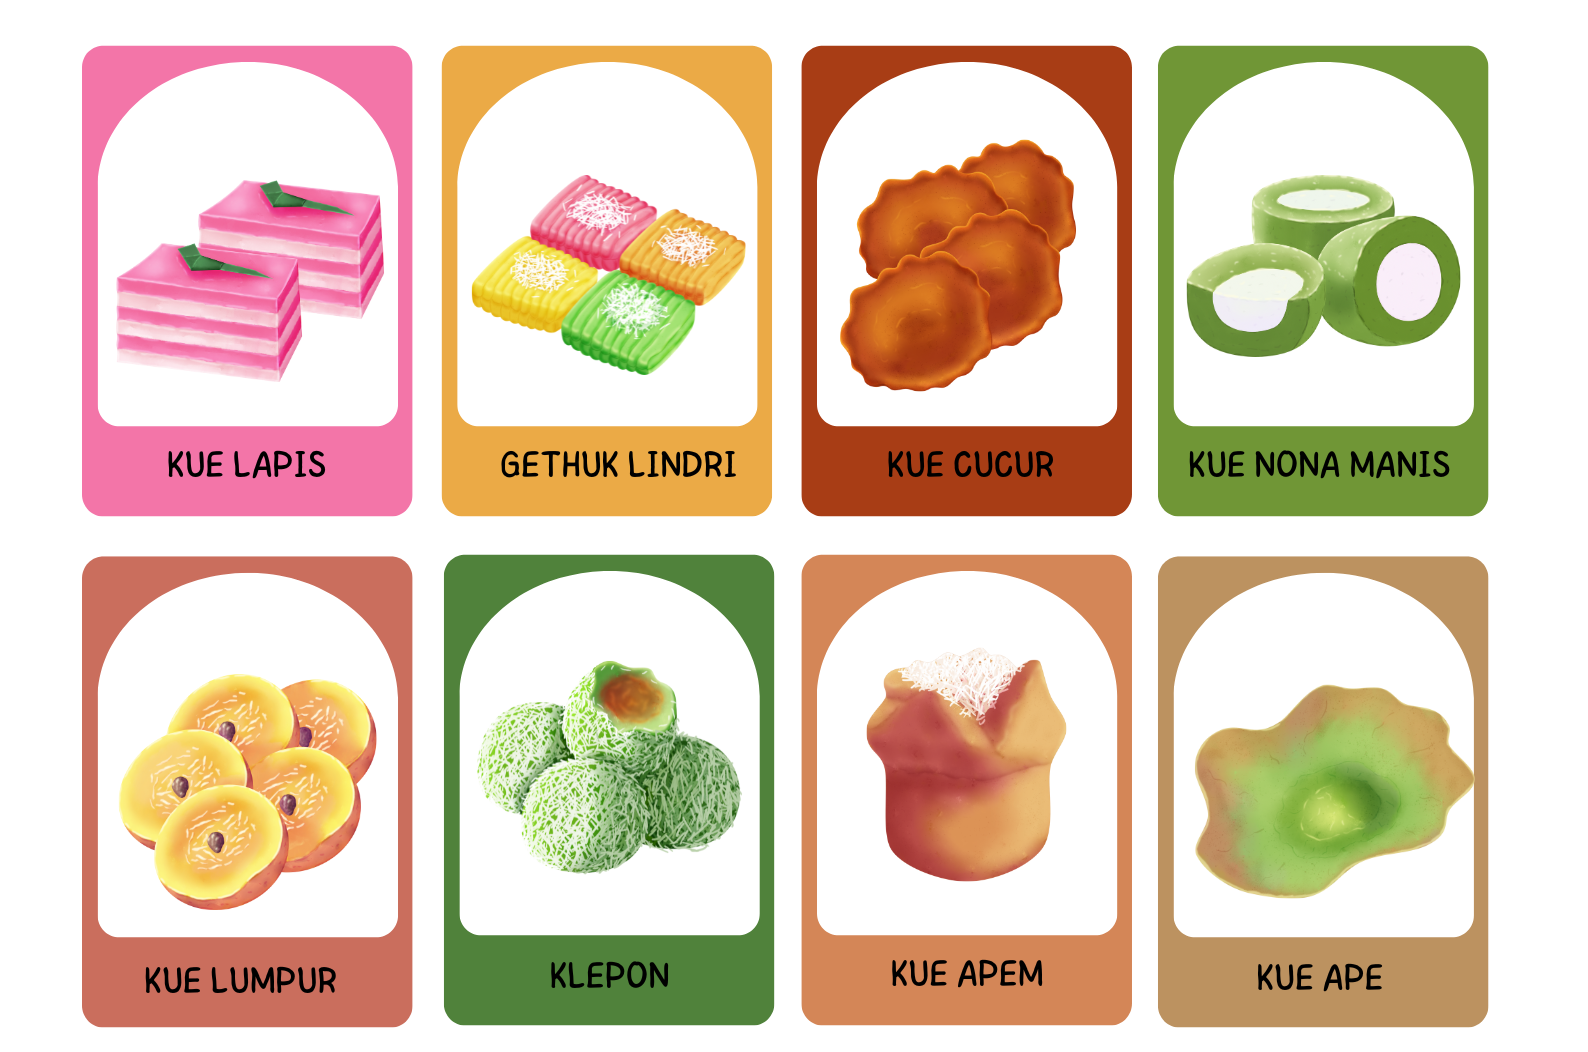 KUE LAPIS
GETHUK LINDRI
KUE CUCUR
KUE NONA MANIS
KUE LUMPUR
KLEPON
KUE APEM
KUE APE